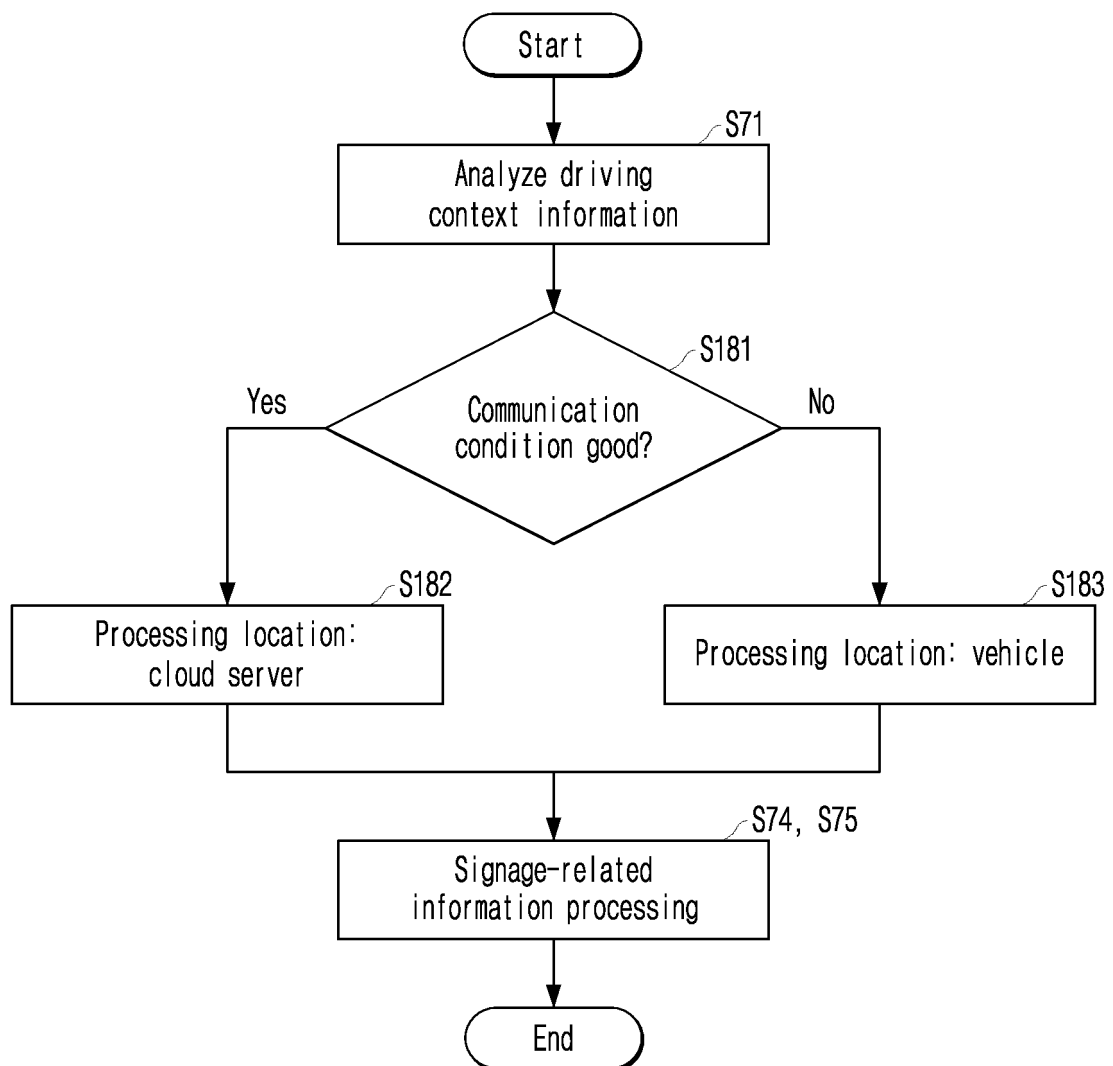 Start
S71
Analyze driving
context information
S181
Communication
condition good?
Yes
No
S182
Processing location:
cloud server
S183
Processing location: vehicle
S74, S75
Signage-related
information processing
End